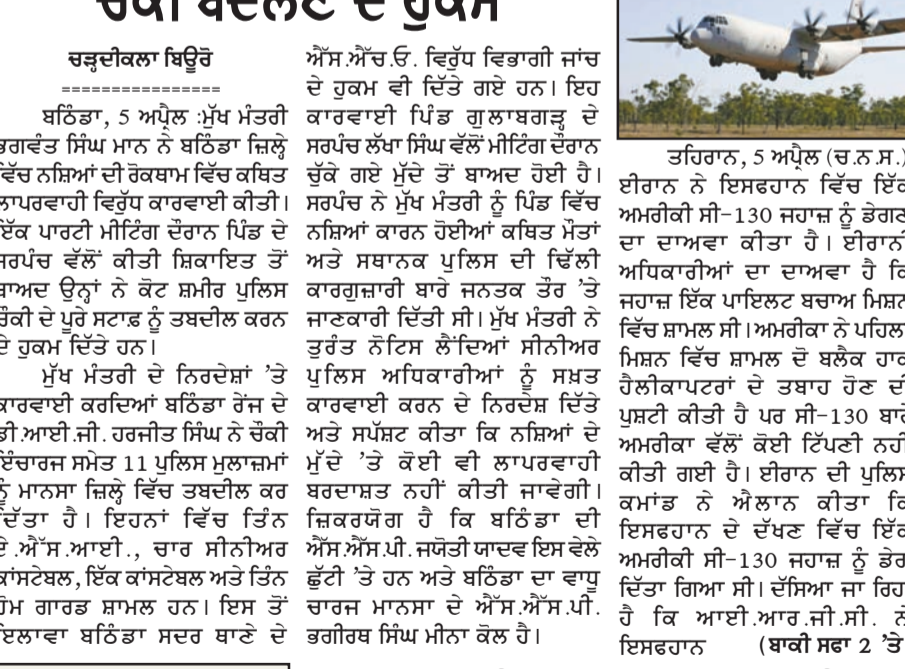 ਚੌਕੀ ਬਦਲਣ ਦੇ ਹੁਕਮ
ਚੜ੍ਹਦੀਕਲਾ ਬਿਊਰੋ
================
ਬਠਿੰਡਾ, 5 ਅਪ੍ਰੈਲ :ਮੁੱਖ ਮੰਤਰੀ
ਭਗਵੰਤ ਸਿੰਘ ਮਾਨ ਨੇ ਬਠਿੰਡਾ ਜ਼ਿਲ੍ਹੇ
ਵਿੱਚ ਨਸ਼ਿਆਂ ਦੀ ਰੋਕਥਾਮ ਵਿੱਚ ਕਥਿਤ
ਲਾਪਰਵਾਹੀ ਵਿਰੁੱਧ ਕਾਰਵਾਈ ਕੀਤੀ।
ਇੱਕ ਪਾਰਟੀ ਮੀਟਿੰਗ ਦੌਰਾਨ ਪਿੰਡ ਦੇ
ਸਰਪੰਚ ਵੱਲੋਂ ਕੀਤੀ ਸ਼ਿਕਾਇਤ ਤੋਂ
ਬਾਅਦ ਉਨ੍ਹਾਂ ਨੇ ਕੋਟ ਸ਼ਮੀਰ ਪੁਲਿਸ
ਚੌਕੀ ਦੇ ਪੂਰੇ ਸਟਾਫ਼ ਨੂੰ ਤਬਦੀਲ ਕਰਨ
ਦੇ ਹੁਕਮ ਦਿੱਤੇ ਹਨ।
ਮੁੱਖ ਮੰਤਰੀ ਦੇ ਨਿਰਦੇਸ਼ਾਂ ’ਤੇ
ਕਾਰਵਾਈ ਕਰਦਿਆਂ ਬਠਿੰਡਾ ਰੇਂਜ ਦੇ
ਡੀ.ਆਈ.ਜੀ. ਹਰਜੀਤ ਸਿੰਘ ਨੇ ਚੌਕੀ
ਇੰਚਾਰਜ ਸਮੇਤ 11 ਪੁਲਿਸ ਮੁਲਾਜ਼ਮਾਂ
ਨੂੰ ਮਾਨਸਾ ਜ਼ਿਲ੍ਹੇ ਵਿੱਚ ਤਬਦੀਲ ਕਰ
ਦਿੱਤਾ ਹੈ। ਇਹਨਾਂ ਵਿੱਚ ਤਿੰਨ
ਏ.ਐੱਸ.ਆਈ., ਚਾਰ ਸੀਨੀਅਰ
ਕਾਂਸਟੇਬਲ, ਇੱਕ ਕਾਂਸਟੇਬਲ ਅਤੇ ਤਿੰਨ
ਹੋਮ ਗਾਰਡ ਸ਼ਾਮਲ ਹਨ। ਇਸ ਤੋਂ
ਇਲਾਵਾ ਬਠਿੰਡਾ ਸਦਰ ਥਾਣੇ ਦੇ
ਐੱਸ.ਐੱਚ.ਓ. ਵਿਰੁੱਧ ਵਿਭਾਗੀ ਜਾਂਚ
ਦੇ ਹੁਕਮ ਵੀ ਦਿੱਤੇ ਗਏ ਹਨ। ਇਹ
ਕਾਰਵਾਈ ਪਿੰਡ ਗੁਲਾਬਗੜ੍ਹ ਦੇ
ਸਰਪੰਚ ਲੱਖਾ ਸਿੰਘ ਵੱਲੋਂ ਮੀਟਿੰਗ ਦੌਰਾਨ
ਚੁੱਕੇ ਗਏ ਮੁੱਦੇ ਤੋਂ ਬਾਅਦ ਹੋਈ ਹੈ।
ਸਰਪੰਚ ਨੇ ਮੁੱਖ ਮੰਤਰੀ ਨੂੰ ਪਿੰਡ ਵਿੱਚ
ਨਸ਼ਿਆਂ ਕਾਰਨ ਹੋਈਆਂ ਕਥਿਤ ਮੌਤਾਂ
ਅਤੇ ਸਥਾਨਕ ਪੁਲਿਸ ਦੀ ਢਿੱਲੀ
ਕਾਰਗੁਜ਼ਾਰੀ ਬਾਰੇ ਜਨਤਕ ਤੌਰ ’ਤੇ
ਜਾਣਕਾਰੀ ਦਿੱਤੀ ਸੀ। ਮੁੱਖ ਮੰਤਰੀ ਨੇ
ਤੁਰੰਤ ਨੋਟਿਸ ਲੈਂਦਿਆਂ ਸੀਨੀਅਰ
ਪੁਲਿਸ ਅਧਿਕਾਰੀਆਂ ਨੂੰ ਸਖ਼ਤ
ਕਾਰਵਾਈ ਕਰਨ ਦੇ ਨਿਰਦੇਸ਼ ਦਿੱਤੇ
ਅਤੇ ਸਪੱਸ਼ਟ ਕੀਤਾ ਕਿ ਨਸ਼ਿਆਂ ਦੇ
ਮੁੱਦੇ ’ਤੇ ਕੋਈ ਵੀ ਲਾਪਰਵਾਹੀ
ਬਰਦਾਸ਼ਤ ਨਹੀਂ ਕੀਤੀ ਜਾਵੇਗੀ।
ਜ਼ਿਕਰਯੋਗ ਹੈ ਕਿ ਬਠਿੰਡਾ ਦੀ
ਐੱਸ.ਐੱਸ.ਪੀ. ਜਯੋਤੀ ਯਾਦਵ ਇਸ ਵੇਲੇ
ਛੁੱਟੀ ’ਤੇ ਹਨ ਅਤੇ ਬਠਿੰਡਾ ਦਾ ਵਾਧੂ
ਚਾਰਜ ਮਾਨਸਾ ਦੇ ਐੱਸ.ਐੱਸ.ਪੀ.
ਭਗੀਰਥ ਸਿੰਘ ਮੀਨਾ ਕੋਲ ਹੈ।
ਤਹਿਰਾਨ, 5 ਅਪ੍ਰੈਲ (ਚ.ਨ.ਸ.)
ਈਰਾਨ ਨੇ ਇਸਫਹਾਨ ਵਿੱਚ ਇੱਕ
ਅਮਰੀਕੀ ਸੀ-130 ਜਹਾਜ਼ ਨੂੰ ਡੇਗਣ
ਦਾ ਦਾਅਵਾ ਕੀਤਾ ਹੈ। ਈਰਾਨੀ
ਅਧਿਕਾਰੀਆਂ ਦਾ ਦਾਅਵਾ ਹੈ ਕਿ
ਜਹਾਜ਼ ਇੱਕ ਪਾਇਲਟ ਬਚਾਅ ਮਿਸ਼ਨ
ਵਿੱਚ ਸ਼ਾਮਲ ਸੀ। ਅਮਰੀਕਾ ਨੇ ਪਹਿਲਾਂ
ਮਿਸ਼ਨ ਵਿੱਚ ਸ਼ਾਮਲ ਦੋ ਬਲੈਕ ਹਾਕ
ਹੈਲੀਕਾਪਟਰਾਂ ਦੇ ਤਬਾਹ ਹੋਣ ਦੀ
ਪੁਸ਼ਟੀ ਕੀਤੀ ਹੈ ਪਰ ਸੀ-130 ਬਾਰੇ
ਅਮਰੀਕਾ ਵੱਲੋਂ ਕੋਈ ਟਿੱਪਣੀ ਨਹੀਂ
ਕੀਤੀ ਗਈ ਹੈ। ਈਰਾਨ ਦੀ ਪੁਲਿਸ
ਕਮਾਂਡ ਨੇ ਐਲਾਨ ਕੀਤਾ ਕਿ
ਇਸਫਹਾਨ ਦੇ ਦੱਖਣ ਵਿੱਚ ਇੱਕ
ਅਮਰੀਕੀ ਸੀ-130 ਜਹਾਜ਼ ਨੂੰ ਡੇਗ
ਦਿੱਤਾ ਗਿਆ ਸੀ। ਦੱਸਿਆ ਜਾ ਰਿਹਾ
ਹੈ ਕਿ ਆਈ.ਆਰ.ਜੀ.ਸੀ. ਨੇ
ਇਸਫਹਾਨ (ਬਾਕੀ ਸਫਾ 2 ’ਤੇ